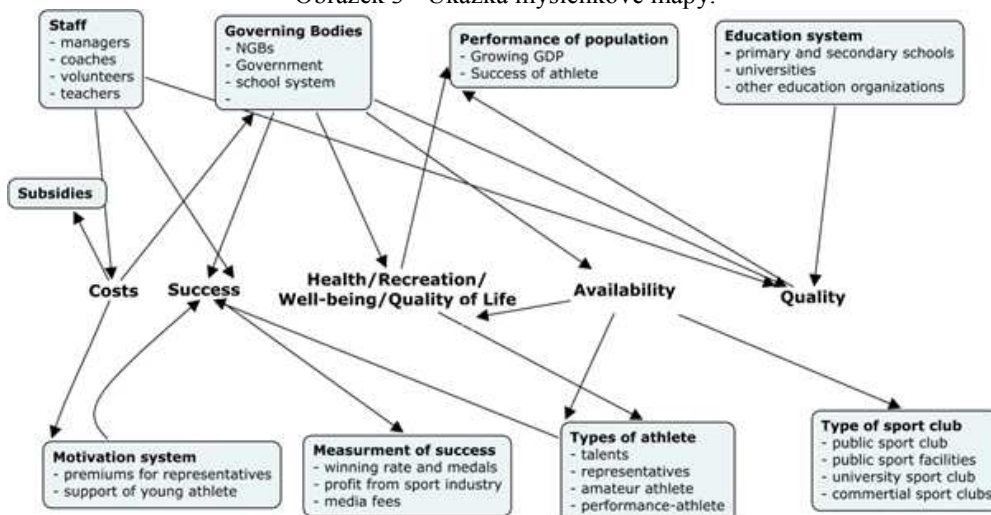 Obrázek 3 - Ukázka myšlenkové mapy.
Staff
- managers
- coaches
- volunteers
- teachers
Governing Bodies
- NGBs
- Government
- school system
-
Performance of population
- Growing GDP
- Success of athlete
Education system
- primary and secondary schools
- universities
- other education organizations
Subsidies
Costs
Success
Health/Recreation/
Well-being/Quality of Life
Availability
Quality
Motivation system
- premiums for representatives
- support of young athlete
Measurment of success
- winning rate and medals
- profit from sport industry
- media fees
Types of athlete
- talents
- representatives
- amateur athlete
- performance-athlete
Type of sport club
- public sport club
- public sport facilities
- university sport club
- commertial sport clubs